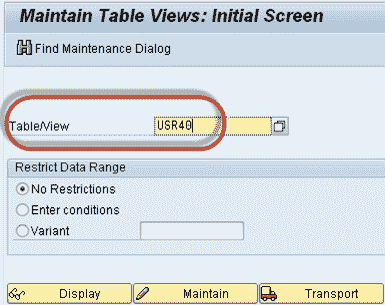 Maintain Table Views: Initial Screen
Find Maintenance Dialog
Table/View USR40
Restrict Data Range
No Restrictions
Enter conditions
Variant
Display Maintain Transport